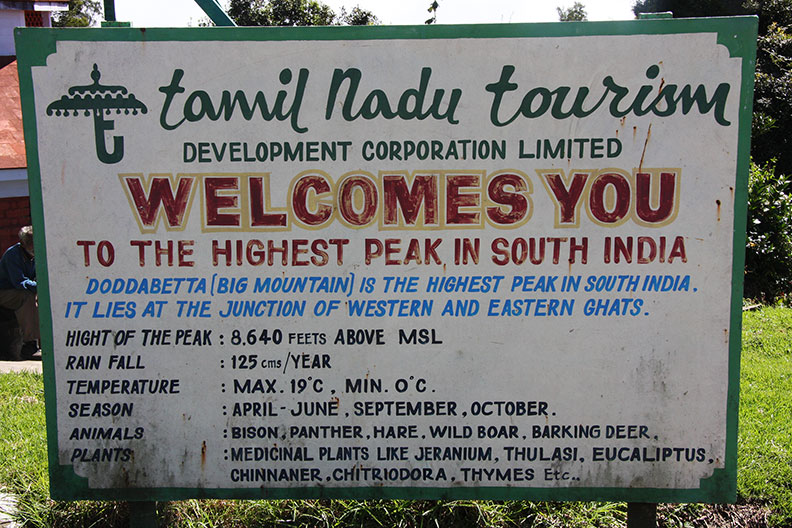 tamil nadu tourism
DEVELOPMENT CORPORATION LIMITED
WELCOMES YOU
TO THE HIGHEST PEAK IN SOUTH INDIA
DODDABETTA (BIG MOUNTAIN) IS THE HIGHEST PEAK IN SOUTH INDIA.
IT LIES AT THE JUNCTION OF WESTERN AND EASTERN GHATS.
HIGHT OF THE PEAK : 8.640 FEETS ABOVE MSL
RAIN FALL : 125 cms/YEAR
TEMPERATURE : MAX. 19°C, MIN. 0°C.
SEASON : APRIL - JUNE, SEPTEMBER, OCTOBER.
ANIMALS : BISON, PANTHER, HARE, WILD BOAR, BARKING DEER,
PLANTS : MEDICINAL PLANTS LIKE JERANIUM, THULASI, EUCALIPTUS,
CHINNANER, CHITRIODORA, THYMES Etc..